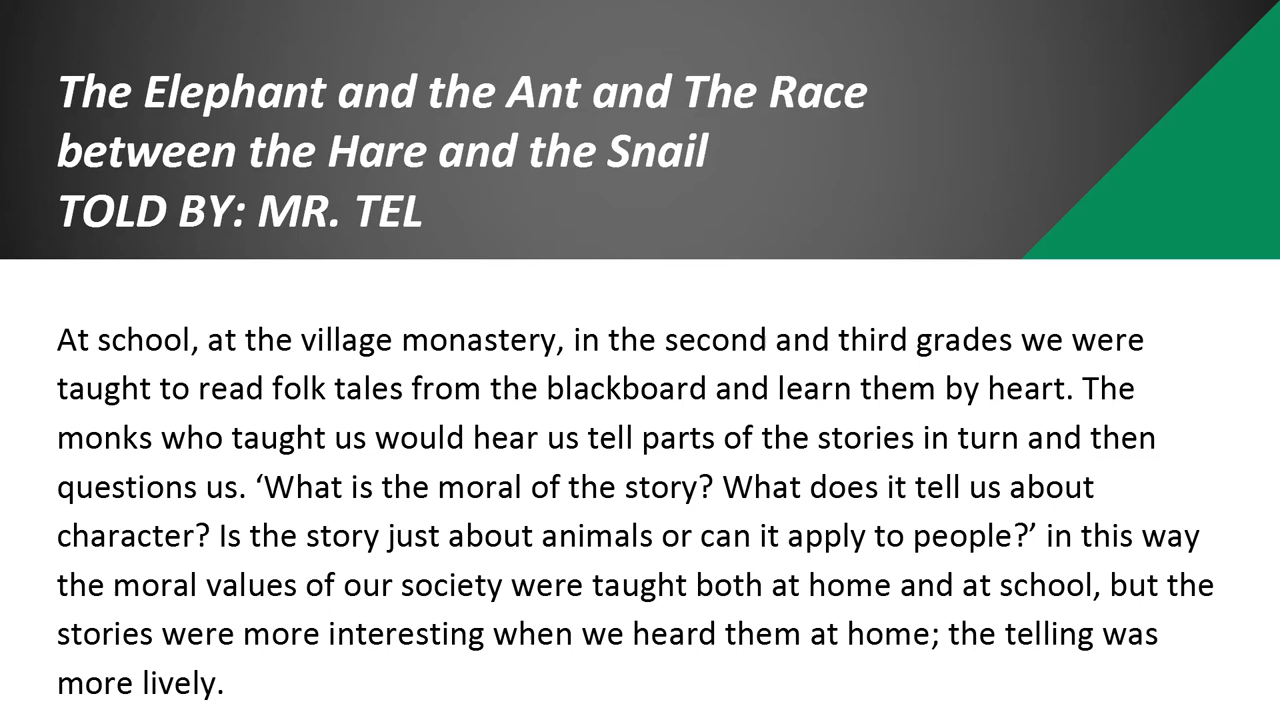 The Elephant and the Ant and The Race
between the Hare and the Snail
TOLD BY: MR. TEL
At school, at the village monastery, in the second and third grades we were
taught to read folk tales from the blackboard and learn them by heart. The
monks who taught us would hear us tell parts of the stories in turn and then
questions us. ‘What is the moral of the story? What does it tell us about
character? Is the story just about animals or can it apply to people?’ in this way
the moral values of our society were taught both at home and at school, but the
stories were more interesting when we heard them at home; the telling was
more lively.